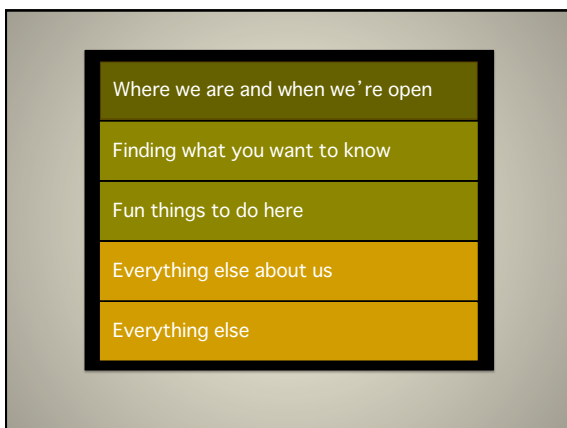 Where we are and when we’re open
Finding what you want to know
Fun things to do here
Everything else about us
Everything else